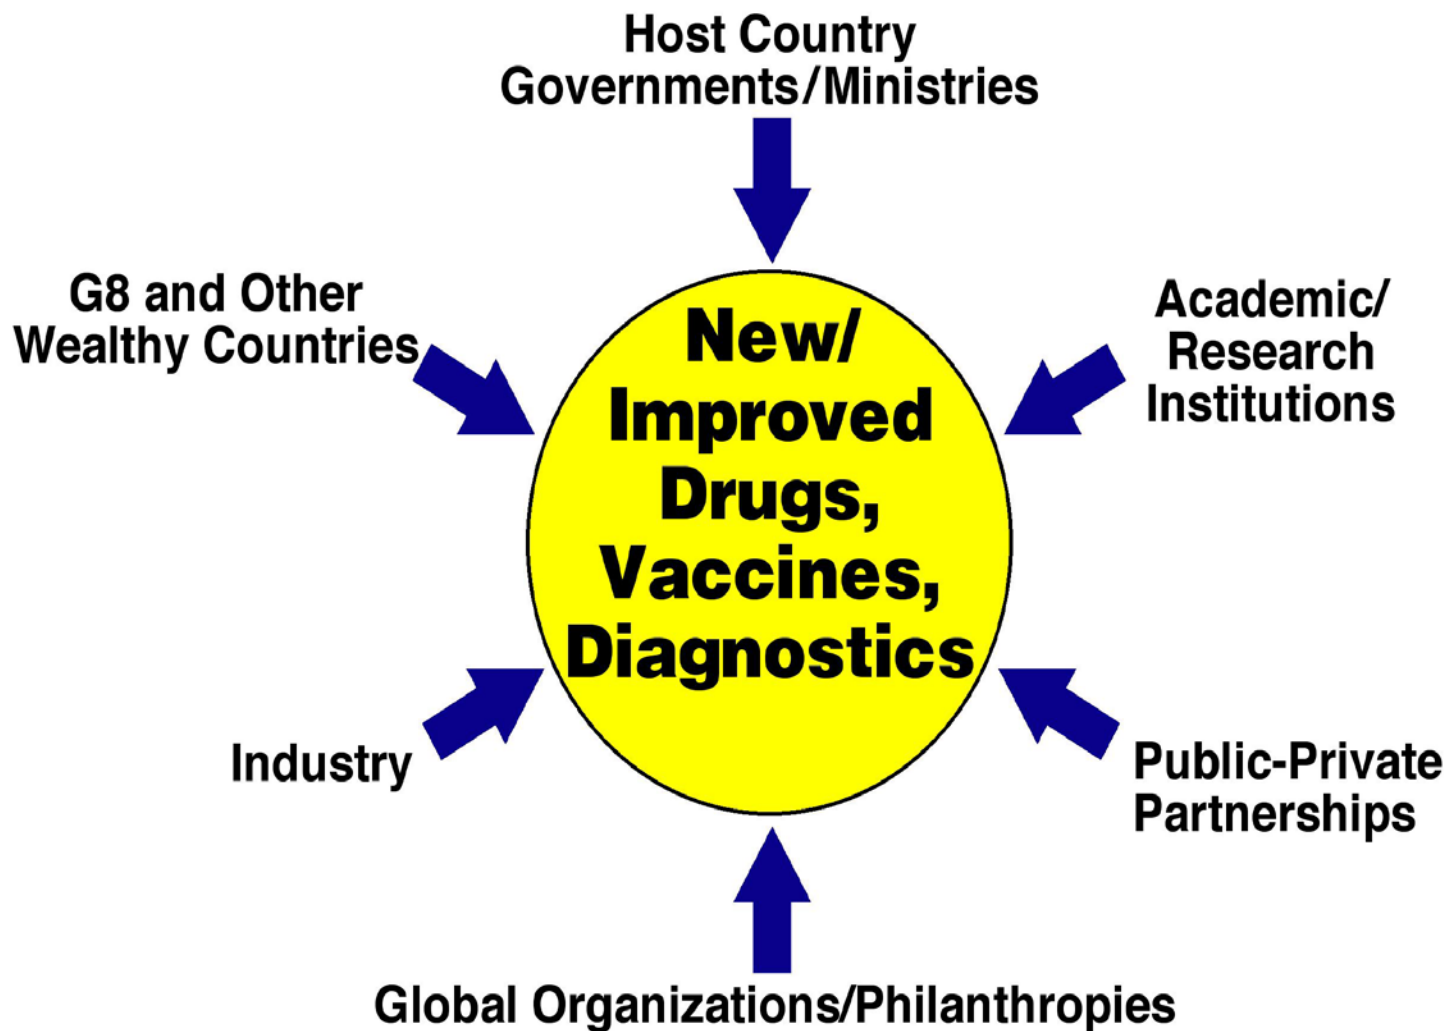 Host Country
Governments/Ministries
G8 and Other
Wealthy Countries
Academic/
Research
Institutions
New/
Improved
Drugs,
Vaccines,
Diagnostics
Industry
Public-Private
Partnerships
Global Organizations/Philanthropies